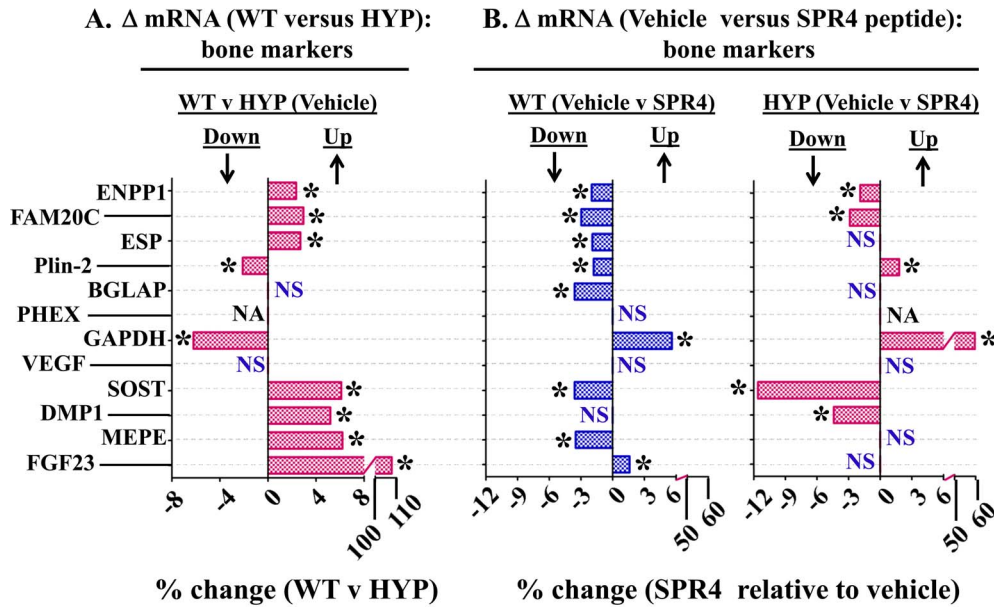 A. Δ mRNA (WT versus HYP):
bone markers
B. Δ mRNA (Vehicle versus SPR4 peptide):
bone markers
WT v HYP (Vehicle)
Down Up
WT (Vehicle v SPR4)
Down Up
HYP (Vehicle v SPR4)
Down Up
ENPP1 * * *
FAM20C * * *
ESP * * NS
Plin-2 * * *
BGLAP NS * NS
PHEX NA NS NA
GAPDH * * *
VEGF NS NS NS
SOST * * *
DMP1 * NS *
MEPE * * NS
FGF23 * * NS
-8 -4 0 4 8 100 110
-12 -9 -6 -3 0 3 6 50 60
-12 -9 -6 -3 0 3 6 50 60
% change (WT v HYP)
% change (SPR4 relative to vehicle)